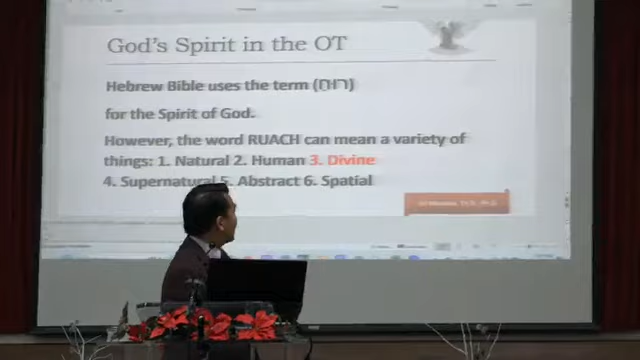 God's Spirit in the OT
Hebrew Bible uses the term (רוח)
for the Spirit of God.
However, the word RUACH can mean a variety of
things: 1. Natural 2. Human 3. Divine
4. Supernatural 5. Abstract 6. Spatial